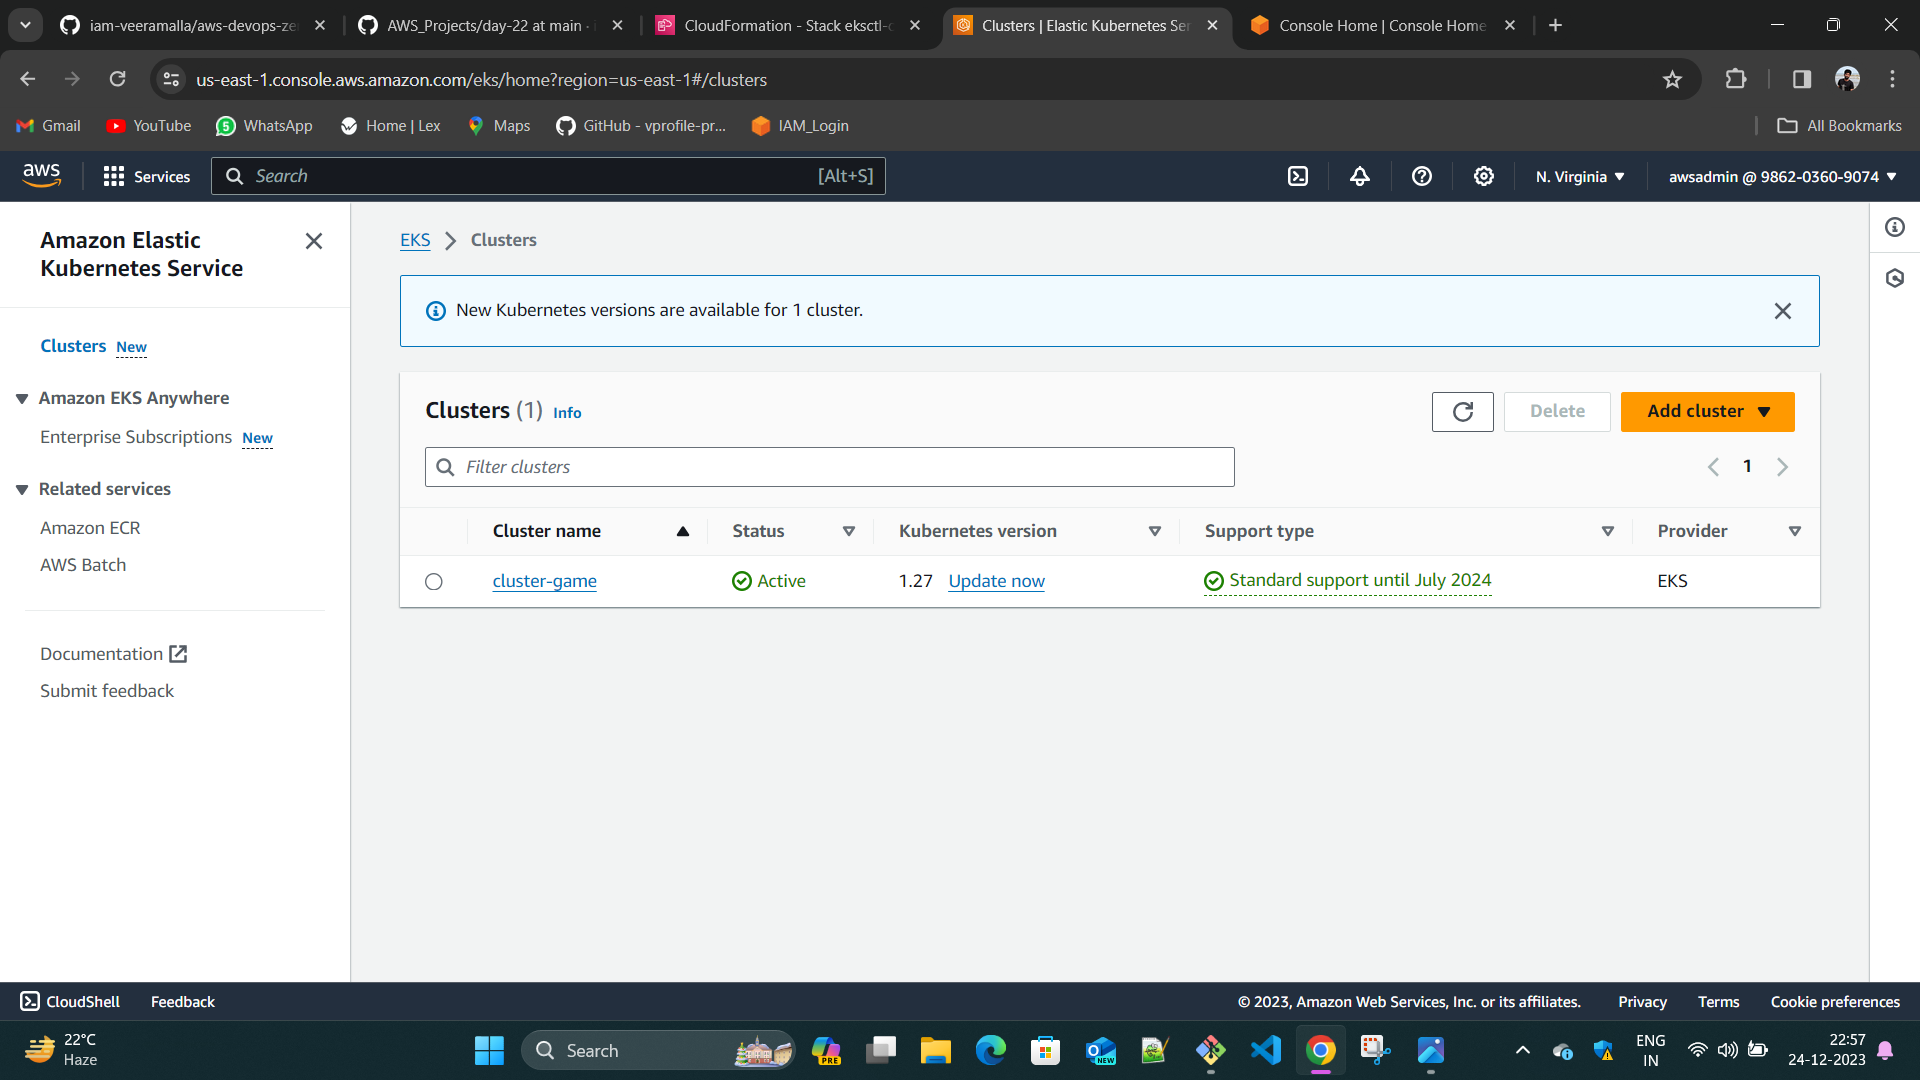 iam-veeramalla/aws-devops-ze
AWS_Projects/day-22 at main ·
CloudFormation - Stack eksctl-c
Clusters | Elastic Kubernetes Ser
Console Home | Console Home
us-east-1.console.aws.amazon.com/eks/home?region=us-east-1#/clusters
Gmail
YouTube
5
WhatsApp
Home | Lex
Maps
GitHub - vprofile-pr...
IAM_Login
All Bookmarks
aws
Services
Search
[Alt+S]
N. Virginia
awsadmin @ 9862-0360-9074
Amazon Elastic
Kubernetes Service
Clusters New
Amazon EKS Anywhere
Enterprise Subscriptions New
Related services
Amazon ECR
AWS Batch
Documentation
Submit feedback
EKS
Clusters
New Kubernetes versions are available for 1 cluster.
Clusters (1) Info
Delete
Add cluster
Filter clusters
1
Cluster name
Status
Kubernetes version
Support type
Provider
cluster-game
Active
1.27 Update now
Standard support until July 2024
EKS
CloudShell
Feedback
© 2023, Amazon Web Services, Inc. or its affiliates.
Privacy
Terms
Cookie preferences
22°C
Haze
Search
PRE
NEW
ENG
IN
22:57
24-12-2023